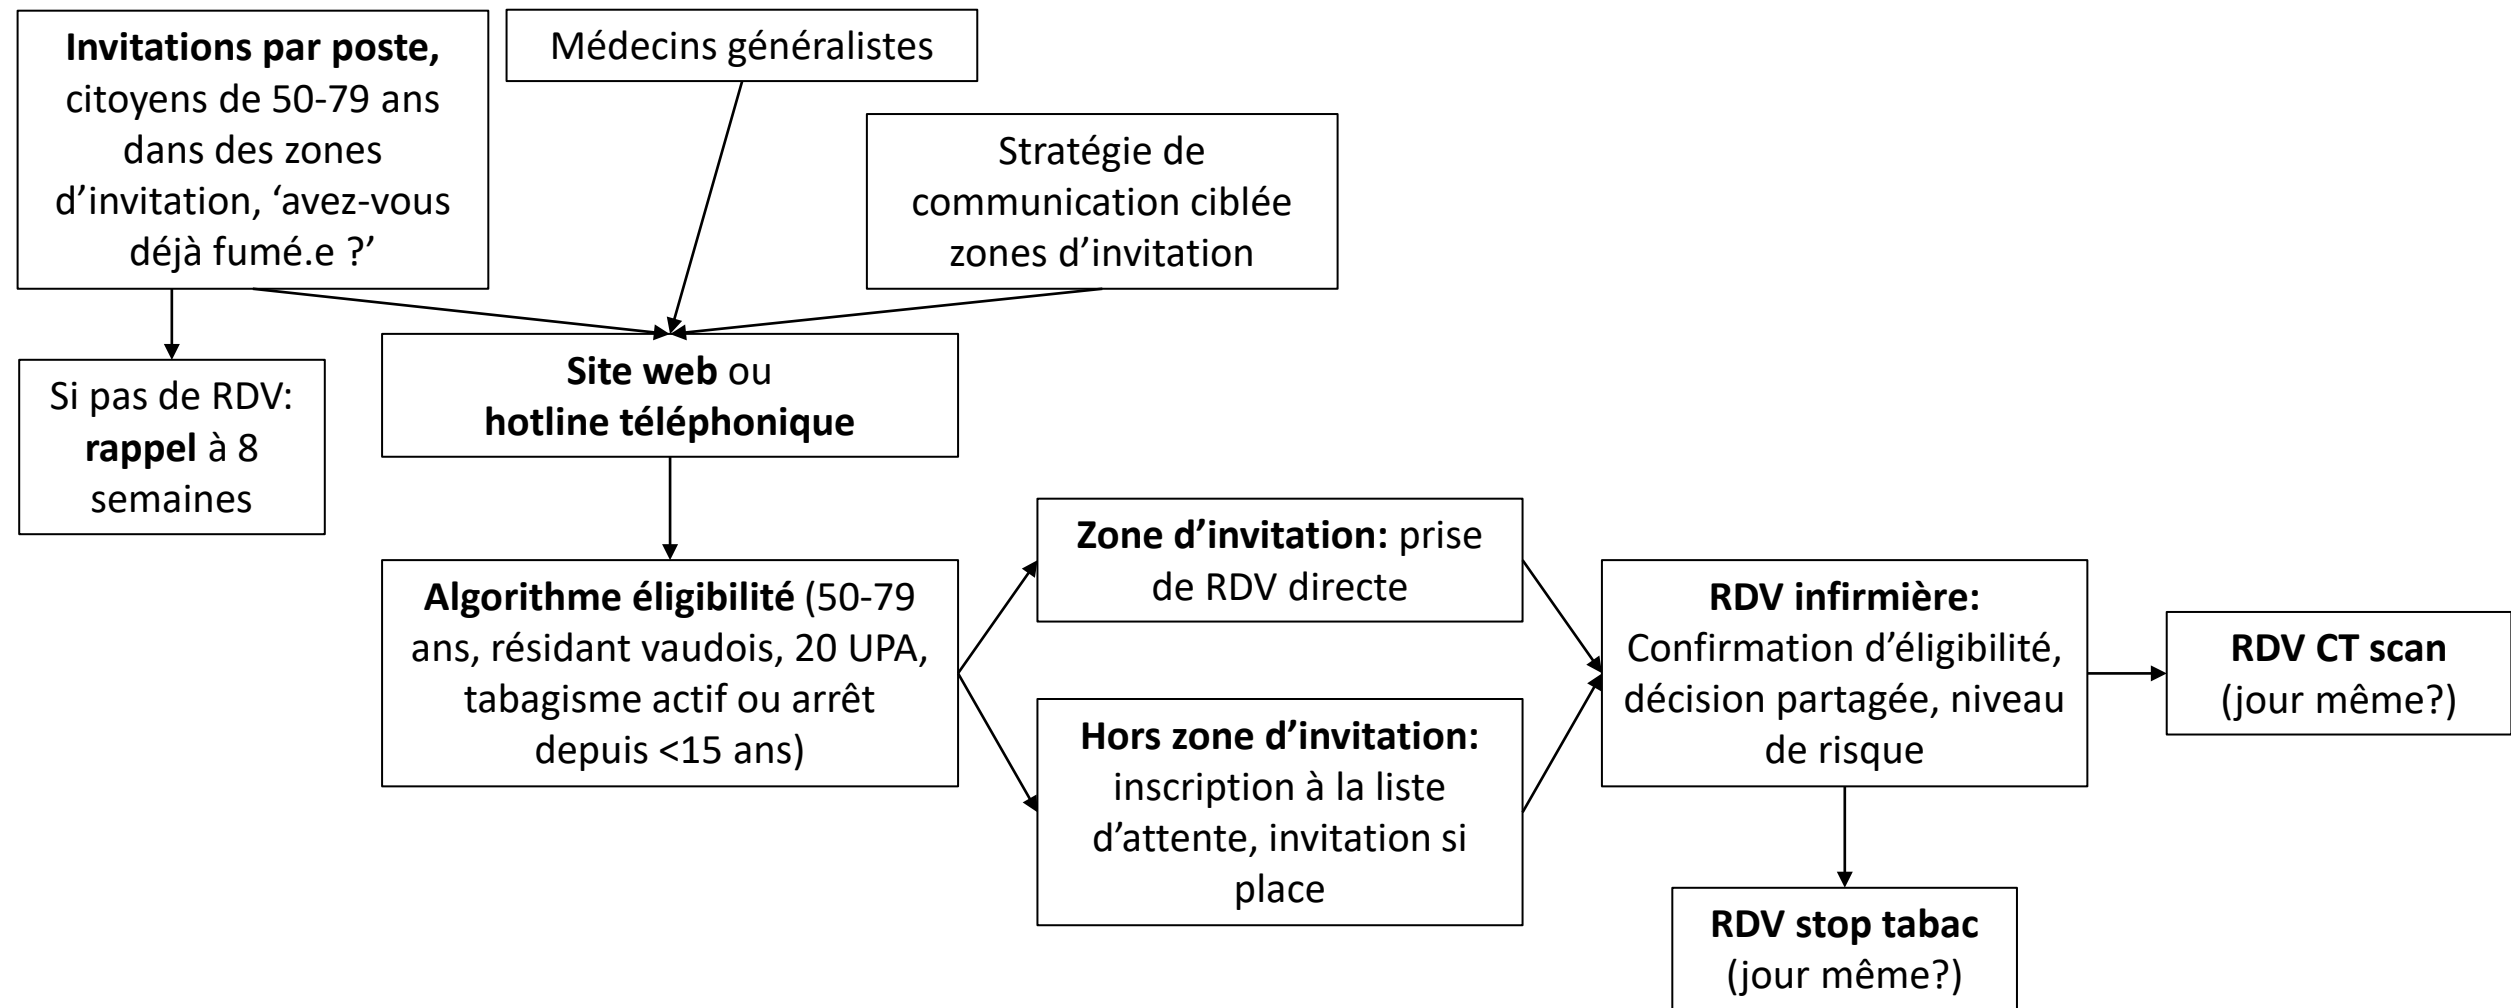 Invitations par poste,
citoyens de 50-79 ans
dans des zones
d’invitation, ‘avez-vous
déjà fumé.e ?’
Médecins généralistes
Stratégie de
communication ciblée
zones d’invitation
Si pas de RDV:
rappel à 8
semaines
Site web ou
hotline téléphonique
Algorithme éligibilité (50-79
ans, résidant vaudois, 20 UPA,
tabagisme actif ou arrêt
depuis <15 ans)
Zone d’invitation: prise
de RDV directe
Hors zone d’invitation:
inscription à la liste
d’attente, invitation si
place
RDV infirmière:
Confirmation d’éligibilité,
décision partagée, niveau
de risque
RDV CT scan
(jour même?)
RDV stop tabac
(jour même?)